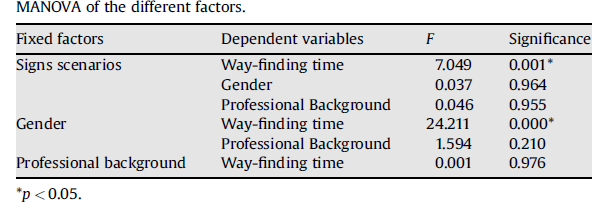 MANOVA of the different factors.
Fixed factors Dependent variables F Significance
Signs scenarios Way-finding time 7.049 0.001*
Gender 0.037 0.964
Professional Background 0.046 0.955
Gender Way-finding time 24.211 0.000*
Professional Background 1.594 0.210
Professional background Way-finding time 0.001 0.976
*p < 0.05.